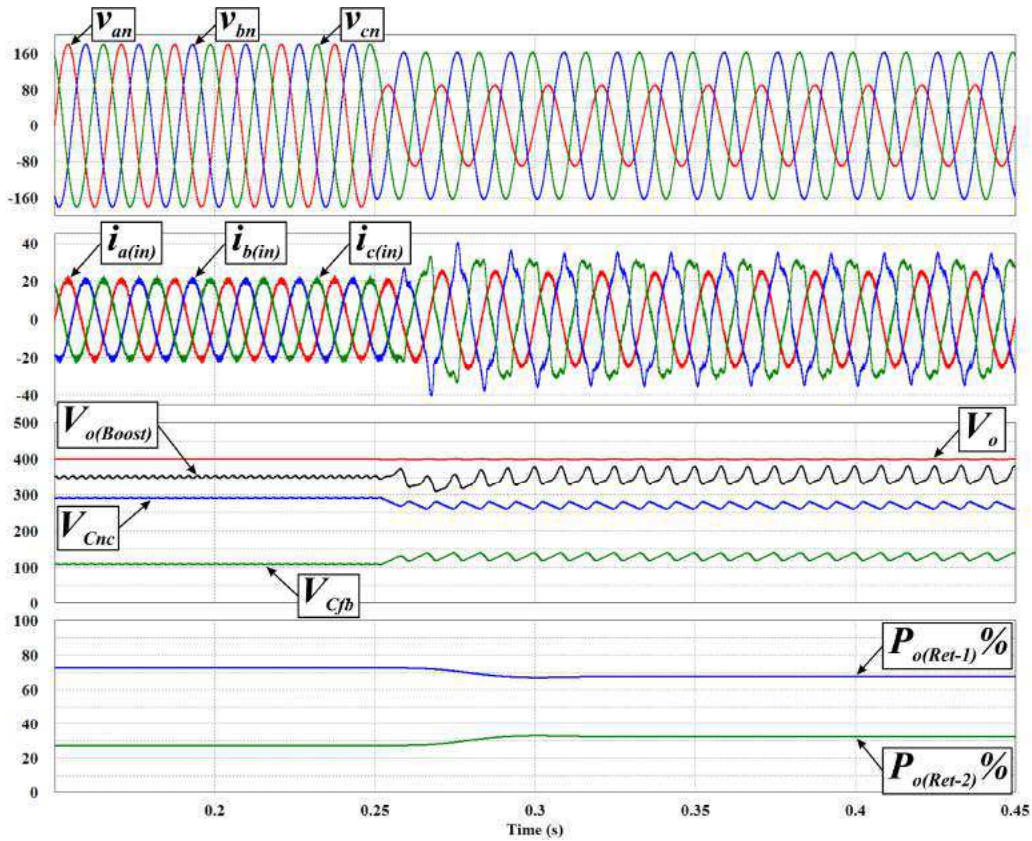 v_an v_bn v_cn
160
80
0
-80
-160
i_a(in) i_b(in) i_c(in)
40
20
0
-20
-40
500
V_o(Boost) V_o
400
300
V_Cnc
200
100
V_Cfb
0
100
P_o(Ret-1)%
80
60
40
20
P_o(Ret-2)%
0
0.2 0.25 0.3 0.35 0.4 0.45
Time (s)